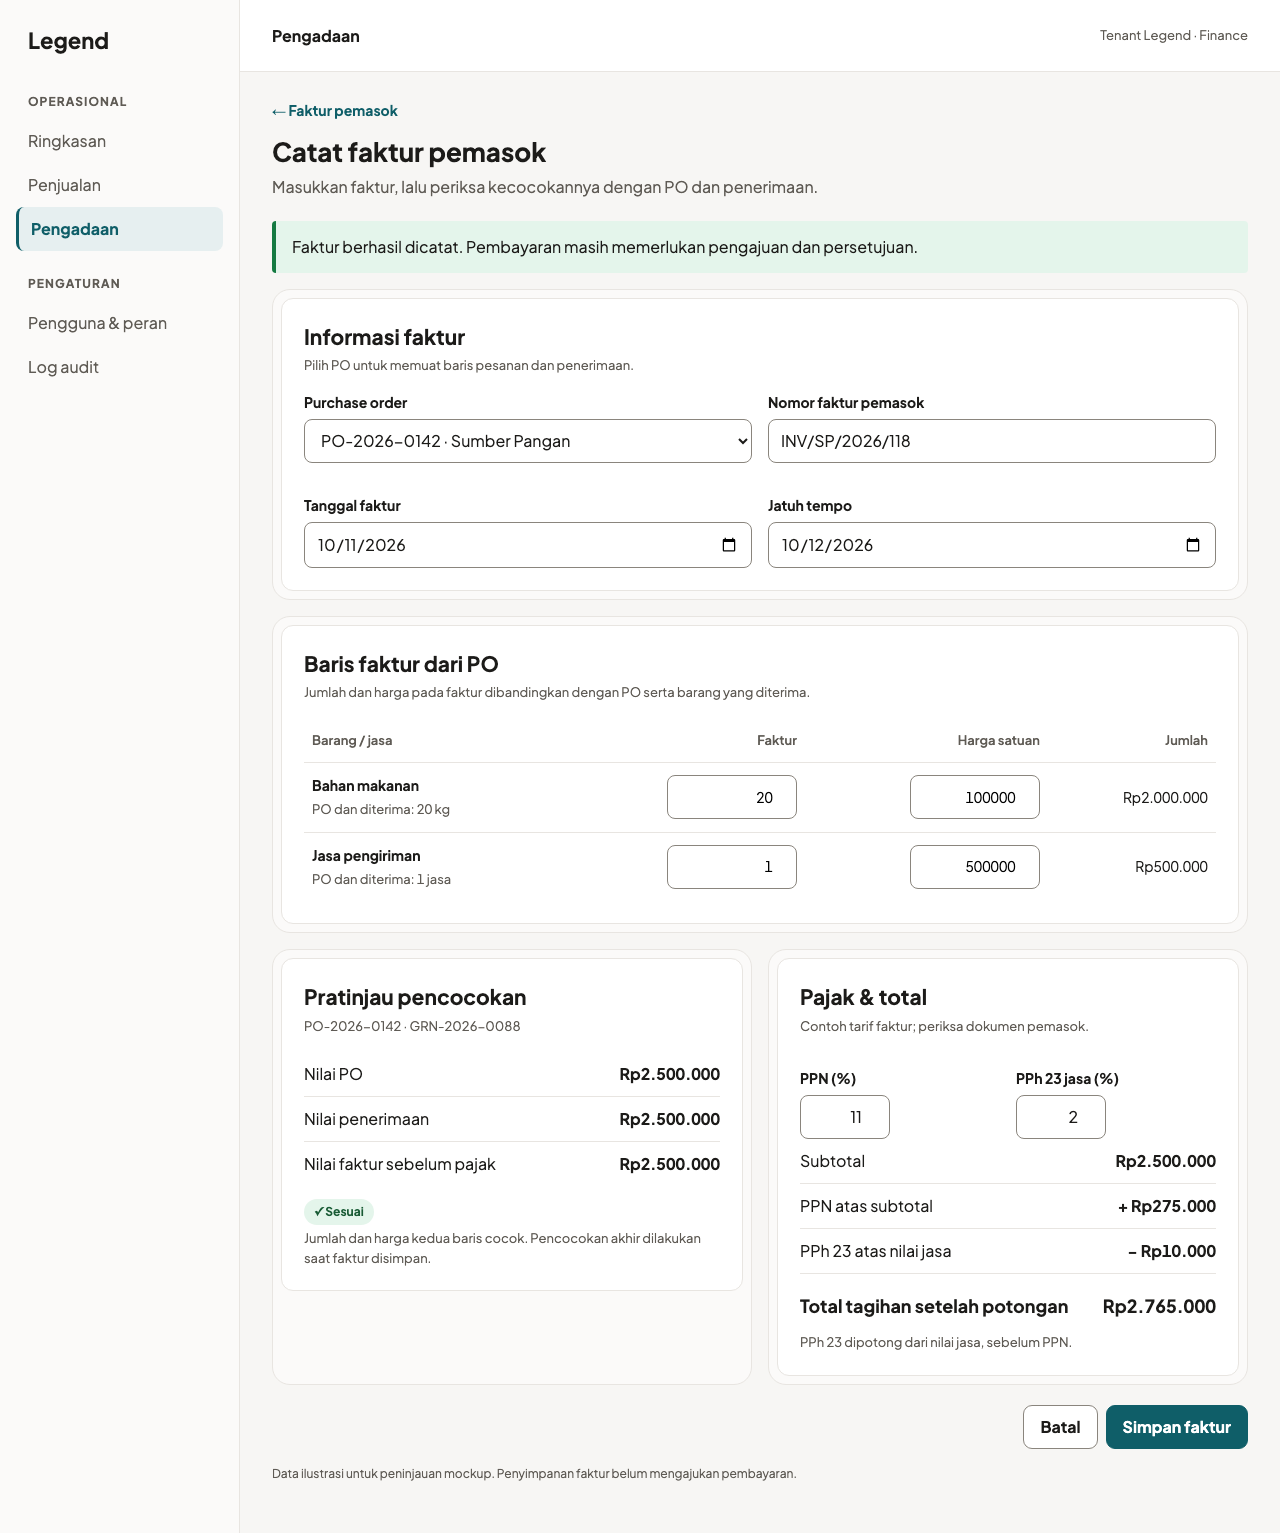 Legend
OPERASIONAL
Ringkasan
Penjualan
Pengadaan
PENGATURAN
Pengguna & peran
Log audit
Pengadaan
Tenant Legend · Finance
← Faktur pemasok
Catat faktur pemasok
Masukkan faktur, lalu periksa kecocokannya dengan PO dan penerimaan.
Faktur berhasil dicatat. Pembayaran masih memerlukan pengajuan dan persetujuan.
Informasi faktur
Pilih PO untuk memuat baris pesanan dan penerimaan.
Purchase order
Nomor faktur pemasok
PO-2026-0142 · Sumber Pangan
INV/SP/2026/118
Tanggal faktur
Jatuh tempo
10/11/2026
10/12/2026
Baris faktur dari PO
Jumlah dan harga pada faktur dibandingkan dengan PO serta barang yang diterima.
Barang / jasa
Faktur
Harga satuan
Jumlah
Bahan makanan
PO dan diterima: 20 kg
20
100000
Rp2.000.000
Jasa pengiriman
PO dan diterima: 1 jasa
1
500000
Rp500.000
Pratinjau pencocokan
PO-2026-0142 · GRN-2026-0088
Nilai PO
Rp2.500.000
Nilai penerimaan
Rp2.500.000
Nilai faktur sebelum pajak
Rp2.500.000
✓ Sesuai
Jumlah dan harga kedua baris cocok. Pencocokan akhir dilakukan
saat faktur disimpan.
Pajak & total
Contoh tarif faktur; periksa dokumen pemasok.
PPN (%)
PPh 23 jasa (%)
11
2
Subtotal
Rp2.500.000
PPN atas subtotal
+ Rp275.000
PPh 23 atas nilai jasa
− Rp10.000
Total tagihan setelah potongan
Rp2.765.000
PPh 23 dipotong dari nilai jasa, sebelum PPN.
Batal
Simpan faktur
Data ilustrasi untuk peninjauan mockup. Penyimpanan faktur belum mengajukan pembayaran.